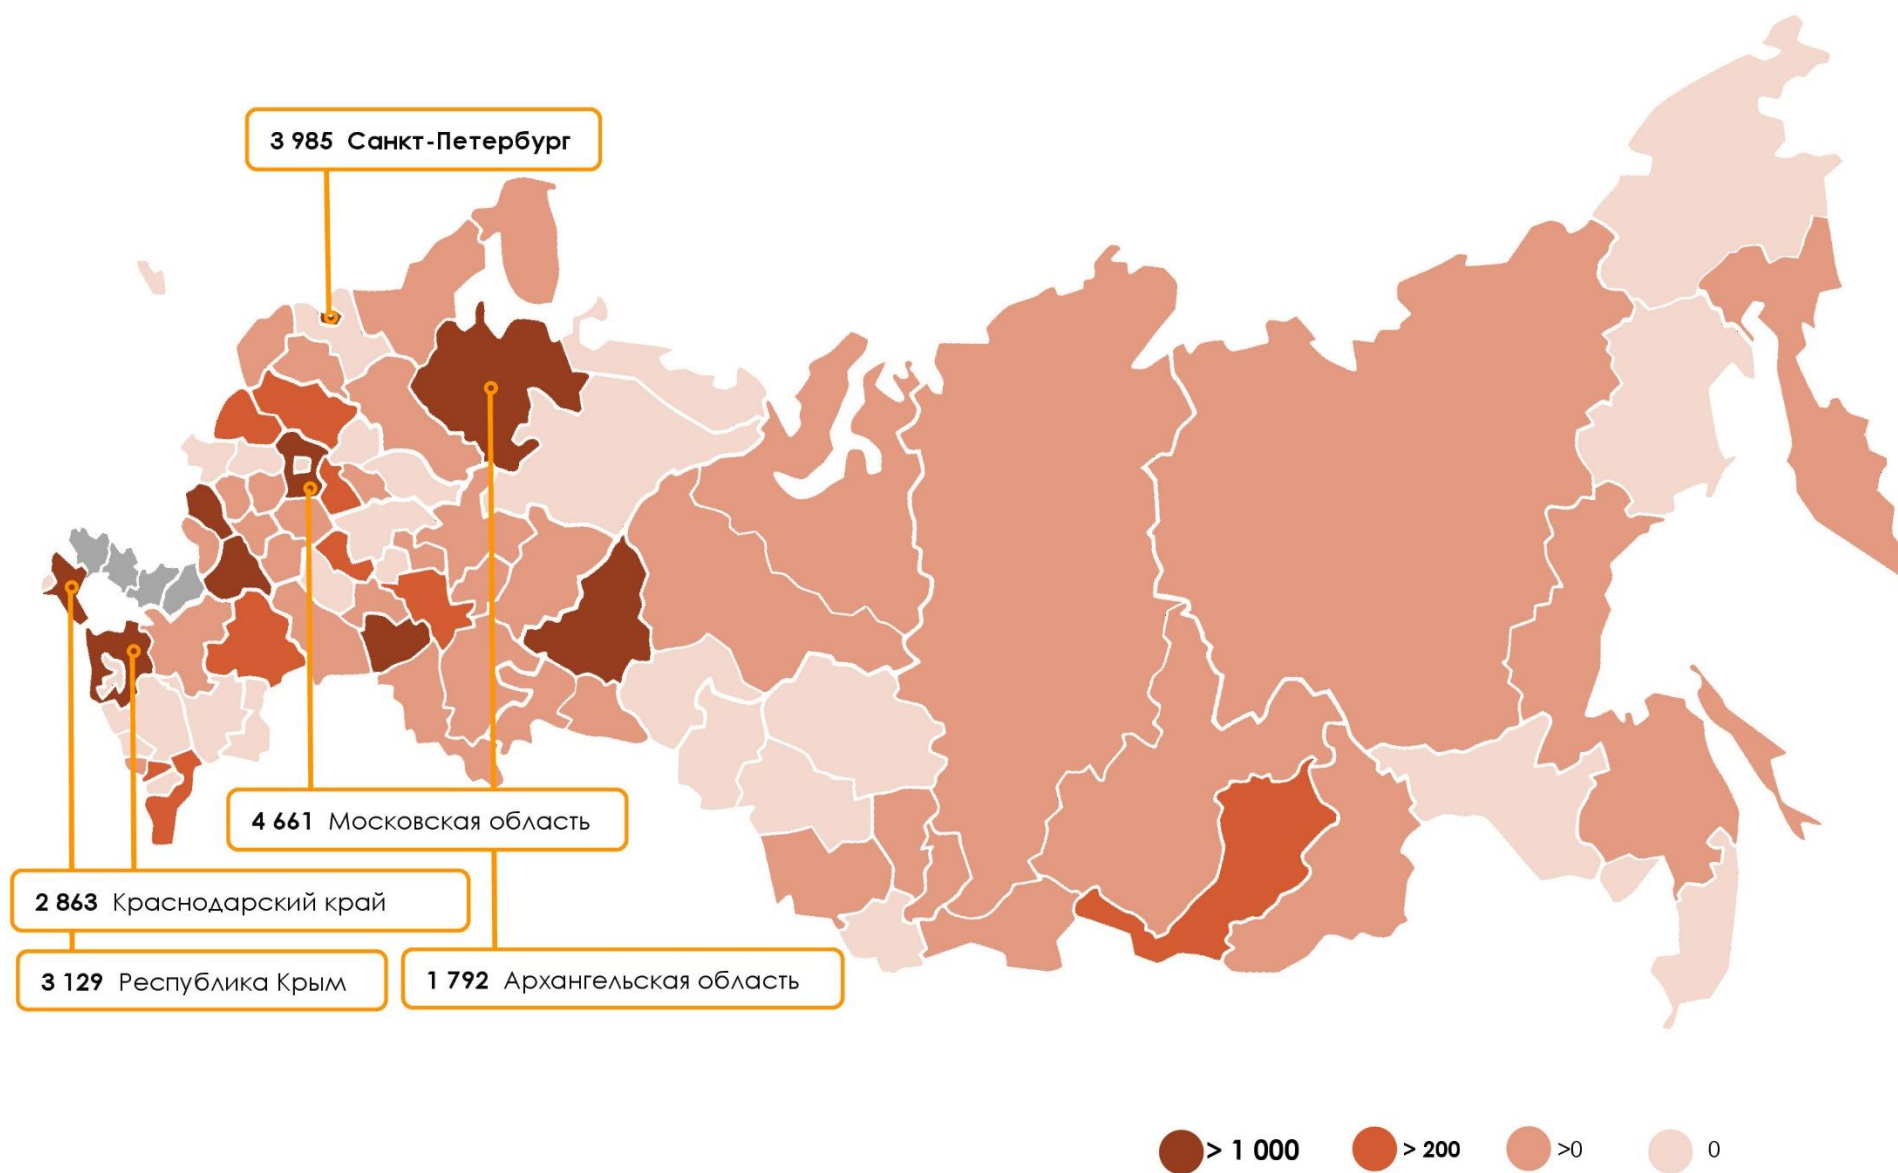 3 985 Санкт-Петербург
4 661 Московская область
2 863 Краснодарский край
3 129 Республика Крым
1 792 Архангельская область
> 1 000
> 200
>0
0